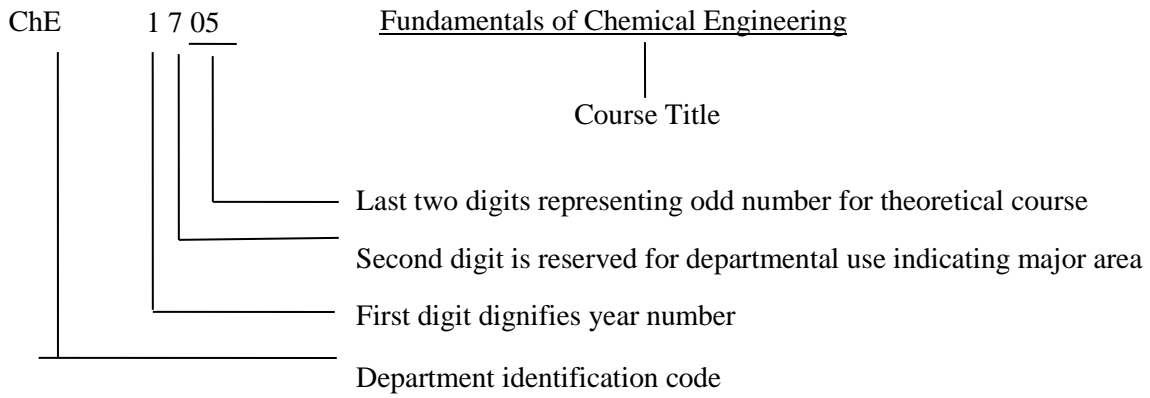 ChE 1 7 05 Fundamentals of Chemical Engineering
Course Title
Last two digits representing odd number for theoretical course
Second digit is reserved for departmental use indicating major area
First digit dignifies year number
Department identification code